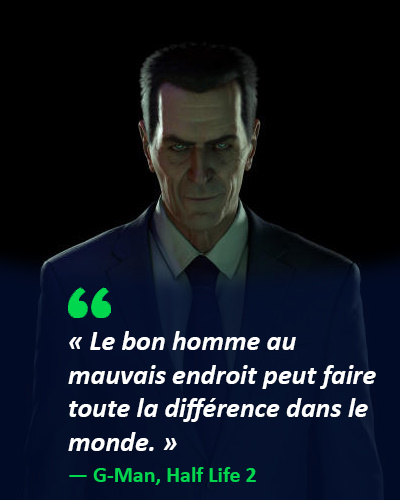 « Le bon homme au
mauvais endroit peut faire
toute la différence dans le
monde. »
— G-Man, Half Life 2